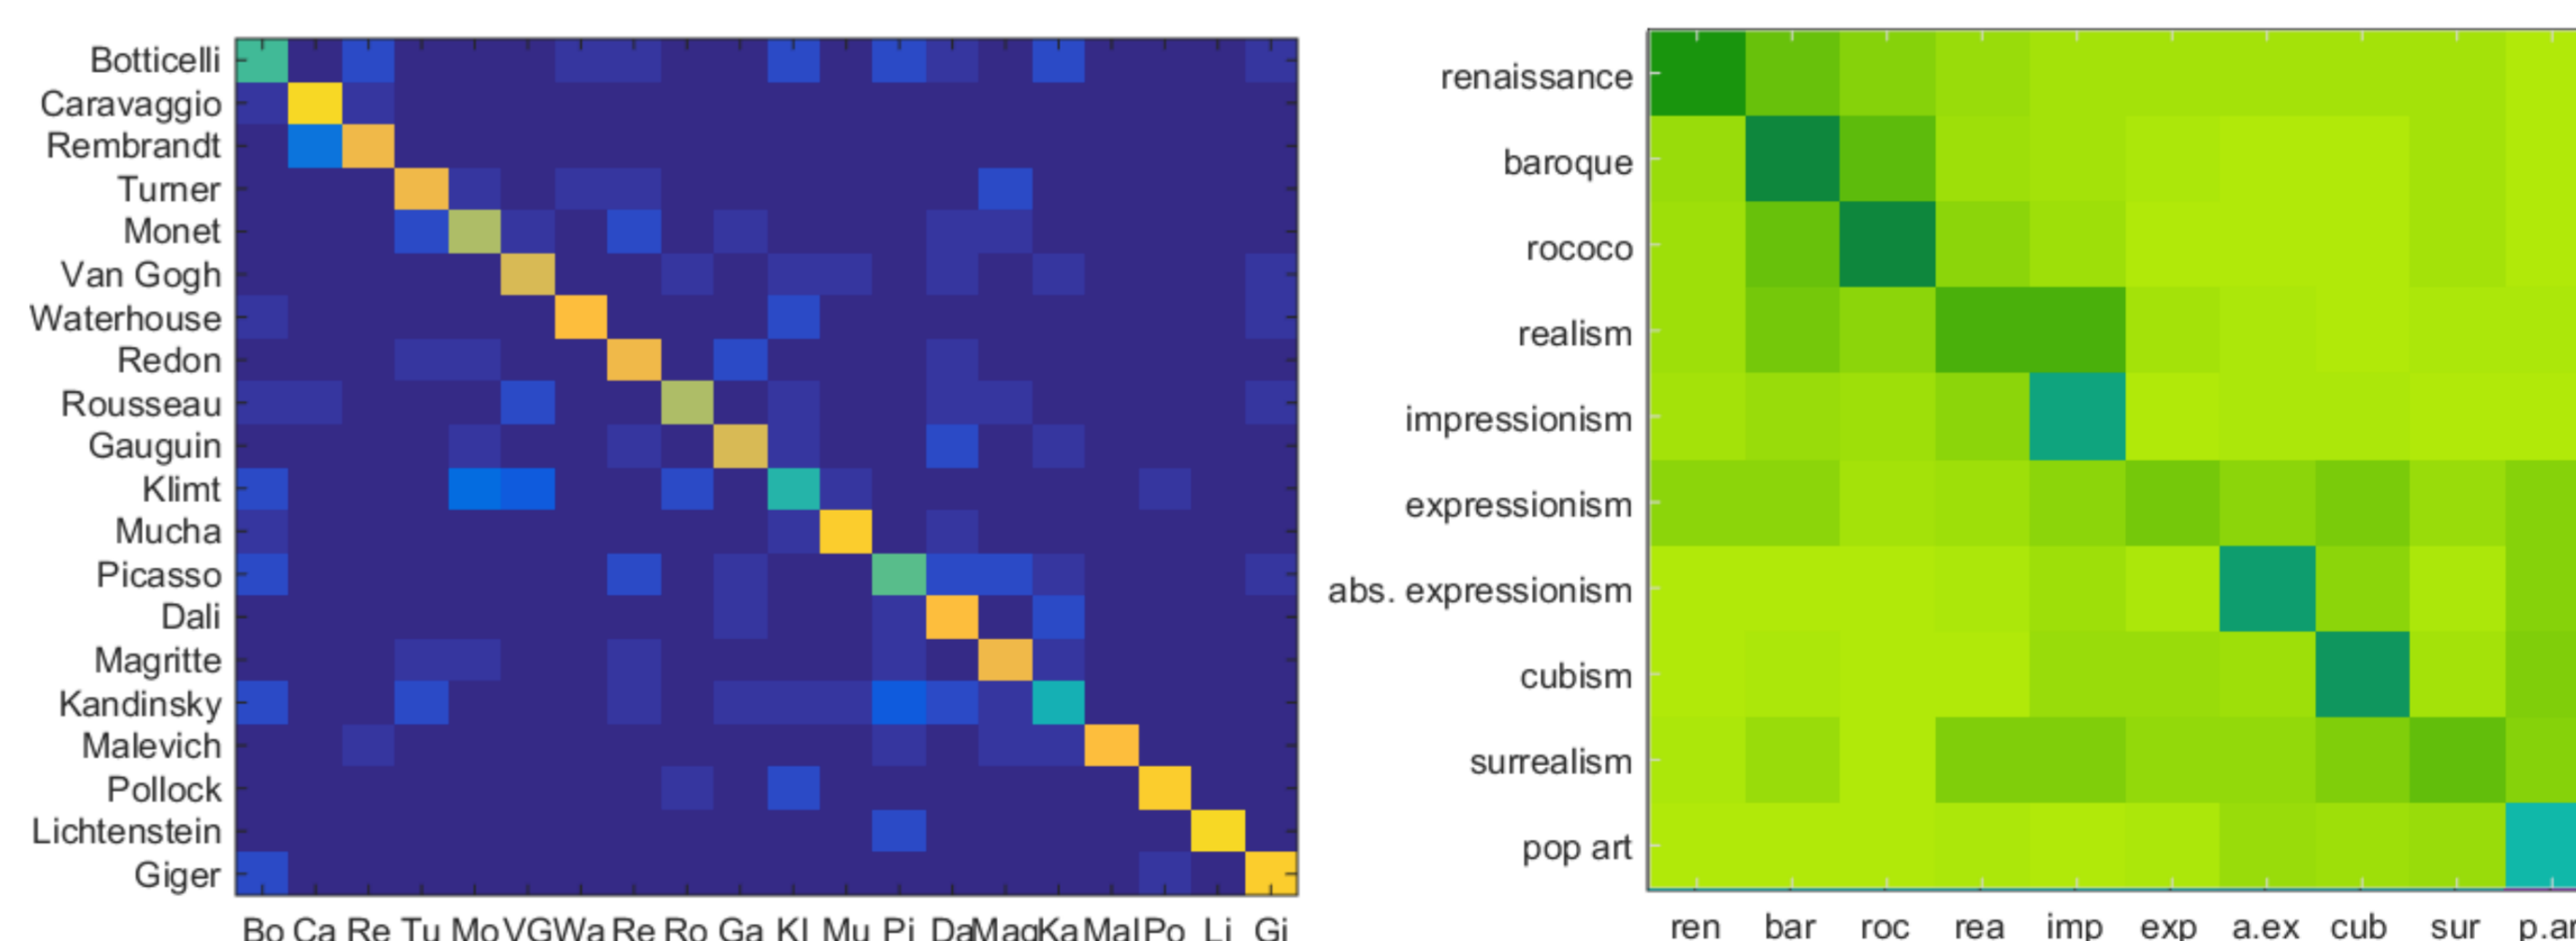 Botticelli
Caravaggio
Rembrandt
Turner
Monet
Van Gogh
Waterhouse
Redon
Rousseau
Gauguin
Klimt
Mucha
Picasso
Dali
Magritte
Kandinsky
Malevich
Pollock
Lichtenstein
Giger
Bo Ca Re Tu Mo VG Wa Re Ro Ga Kl Mu Pi Da Mag Ka Mal Po Li Gi
renaissance
baroque
rococo
realism
impressionism
expressionism
abs. expressionism
cubism
surrealism
pop art
ren bar roc rea imp exp a.ex cub sur p.ar